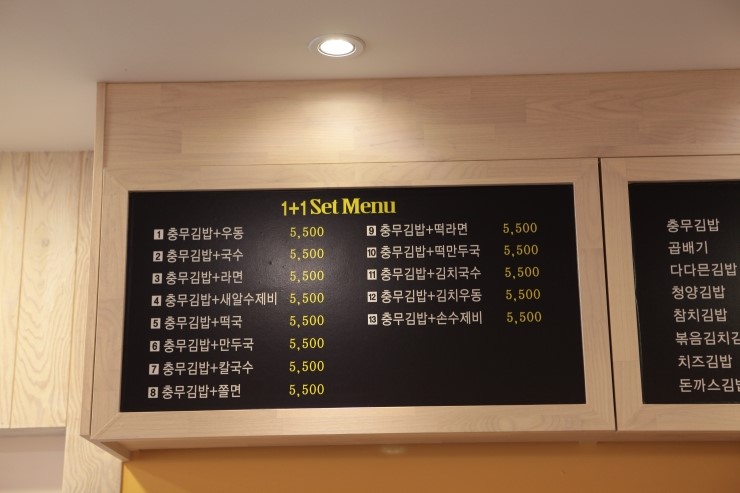 1+1 Set Menu
1 충무김밥+우동 5,500
2 충무김밥+국수 5,500
3 충무김밥+라면 5,500
4 충무김밥+새알수제비 5,500
5 충무김밥+떡국 5,500
6 충무김밥+만두국 5,500
7 충무김밥+칼국수 5,500
8 충무김밥+쫄면 5,500
9 충무김밥+떡라면 5,500
10 충무김밥+떡만두국 5,500
11 충무김밥+김치국수 5,500
12 충무김밥+김치우동 5,500
13 충무김밥+손수제비 5,500
충무김밥
곱배기
다다믄김밥
청양김밥
참치김밥
볶음김치김
치즈김밥
돈까스김밥